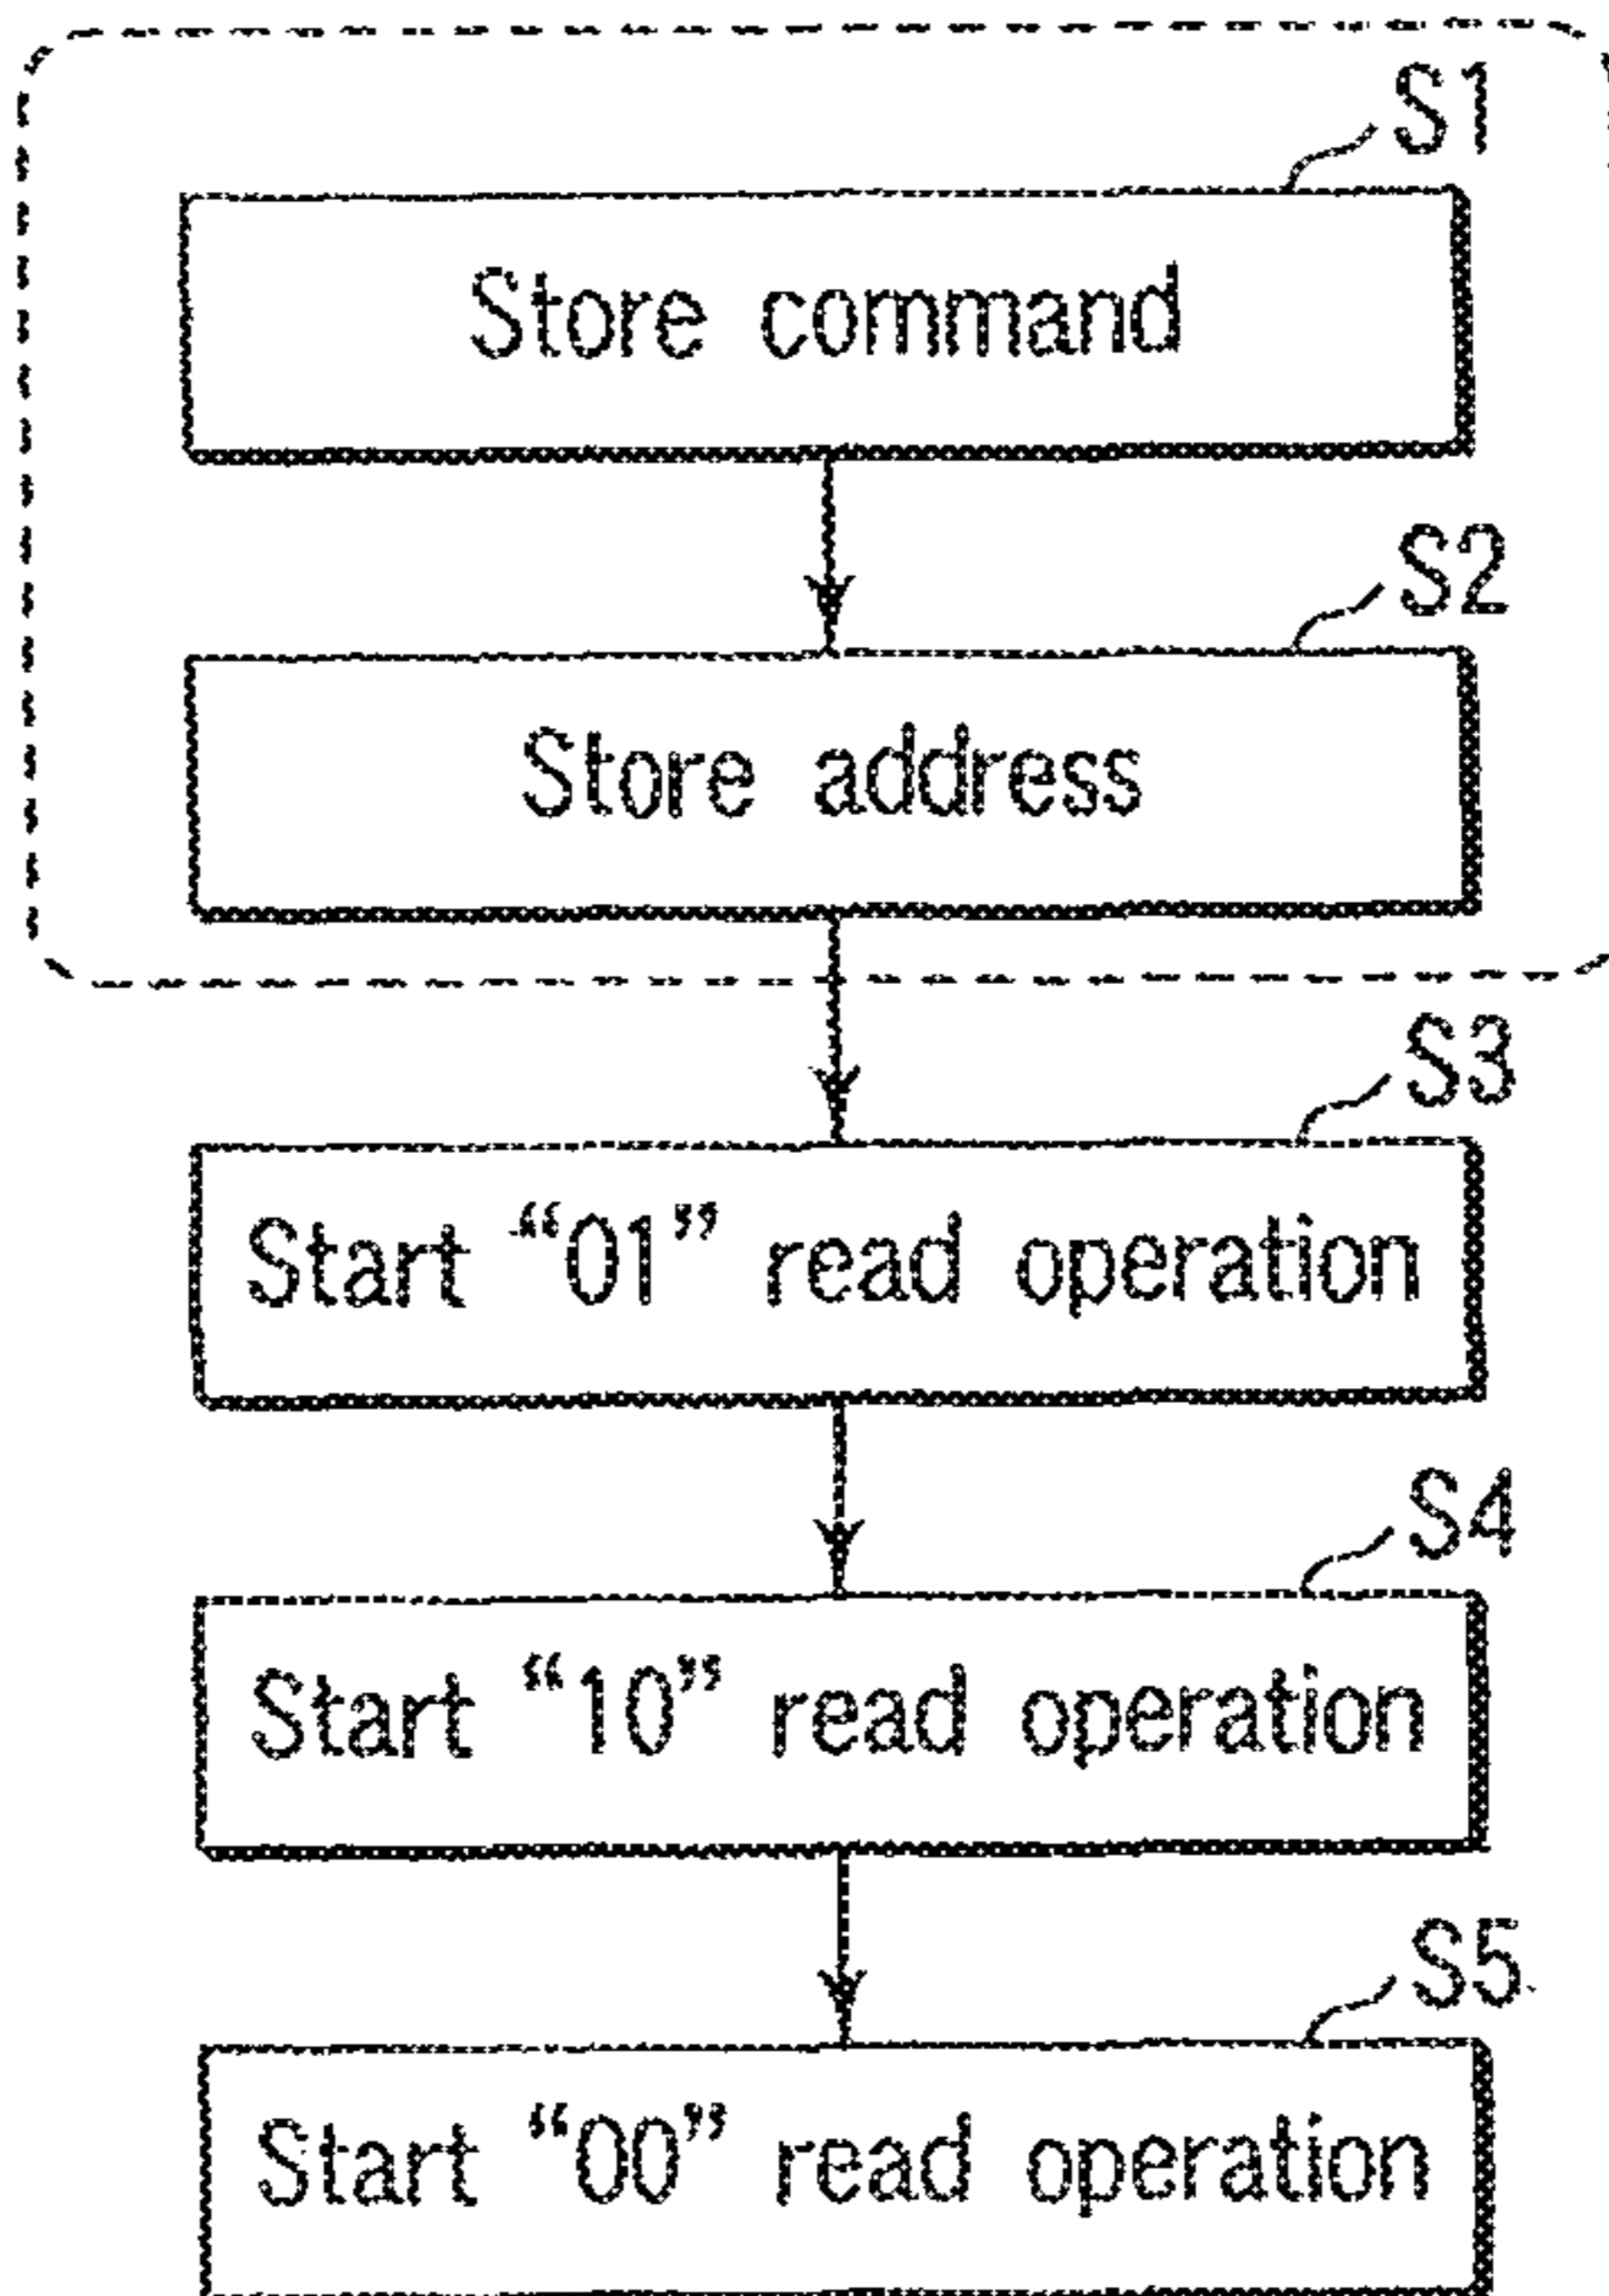 S1
Store command
S2
Store address
S3
Start “01” read operation
S4
Start “10” read operation
S5
Start “00” read operation